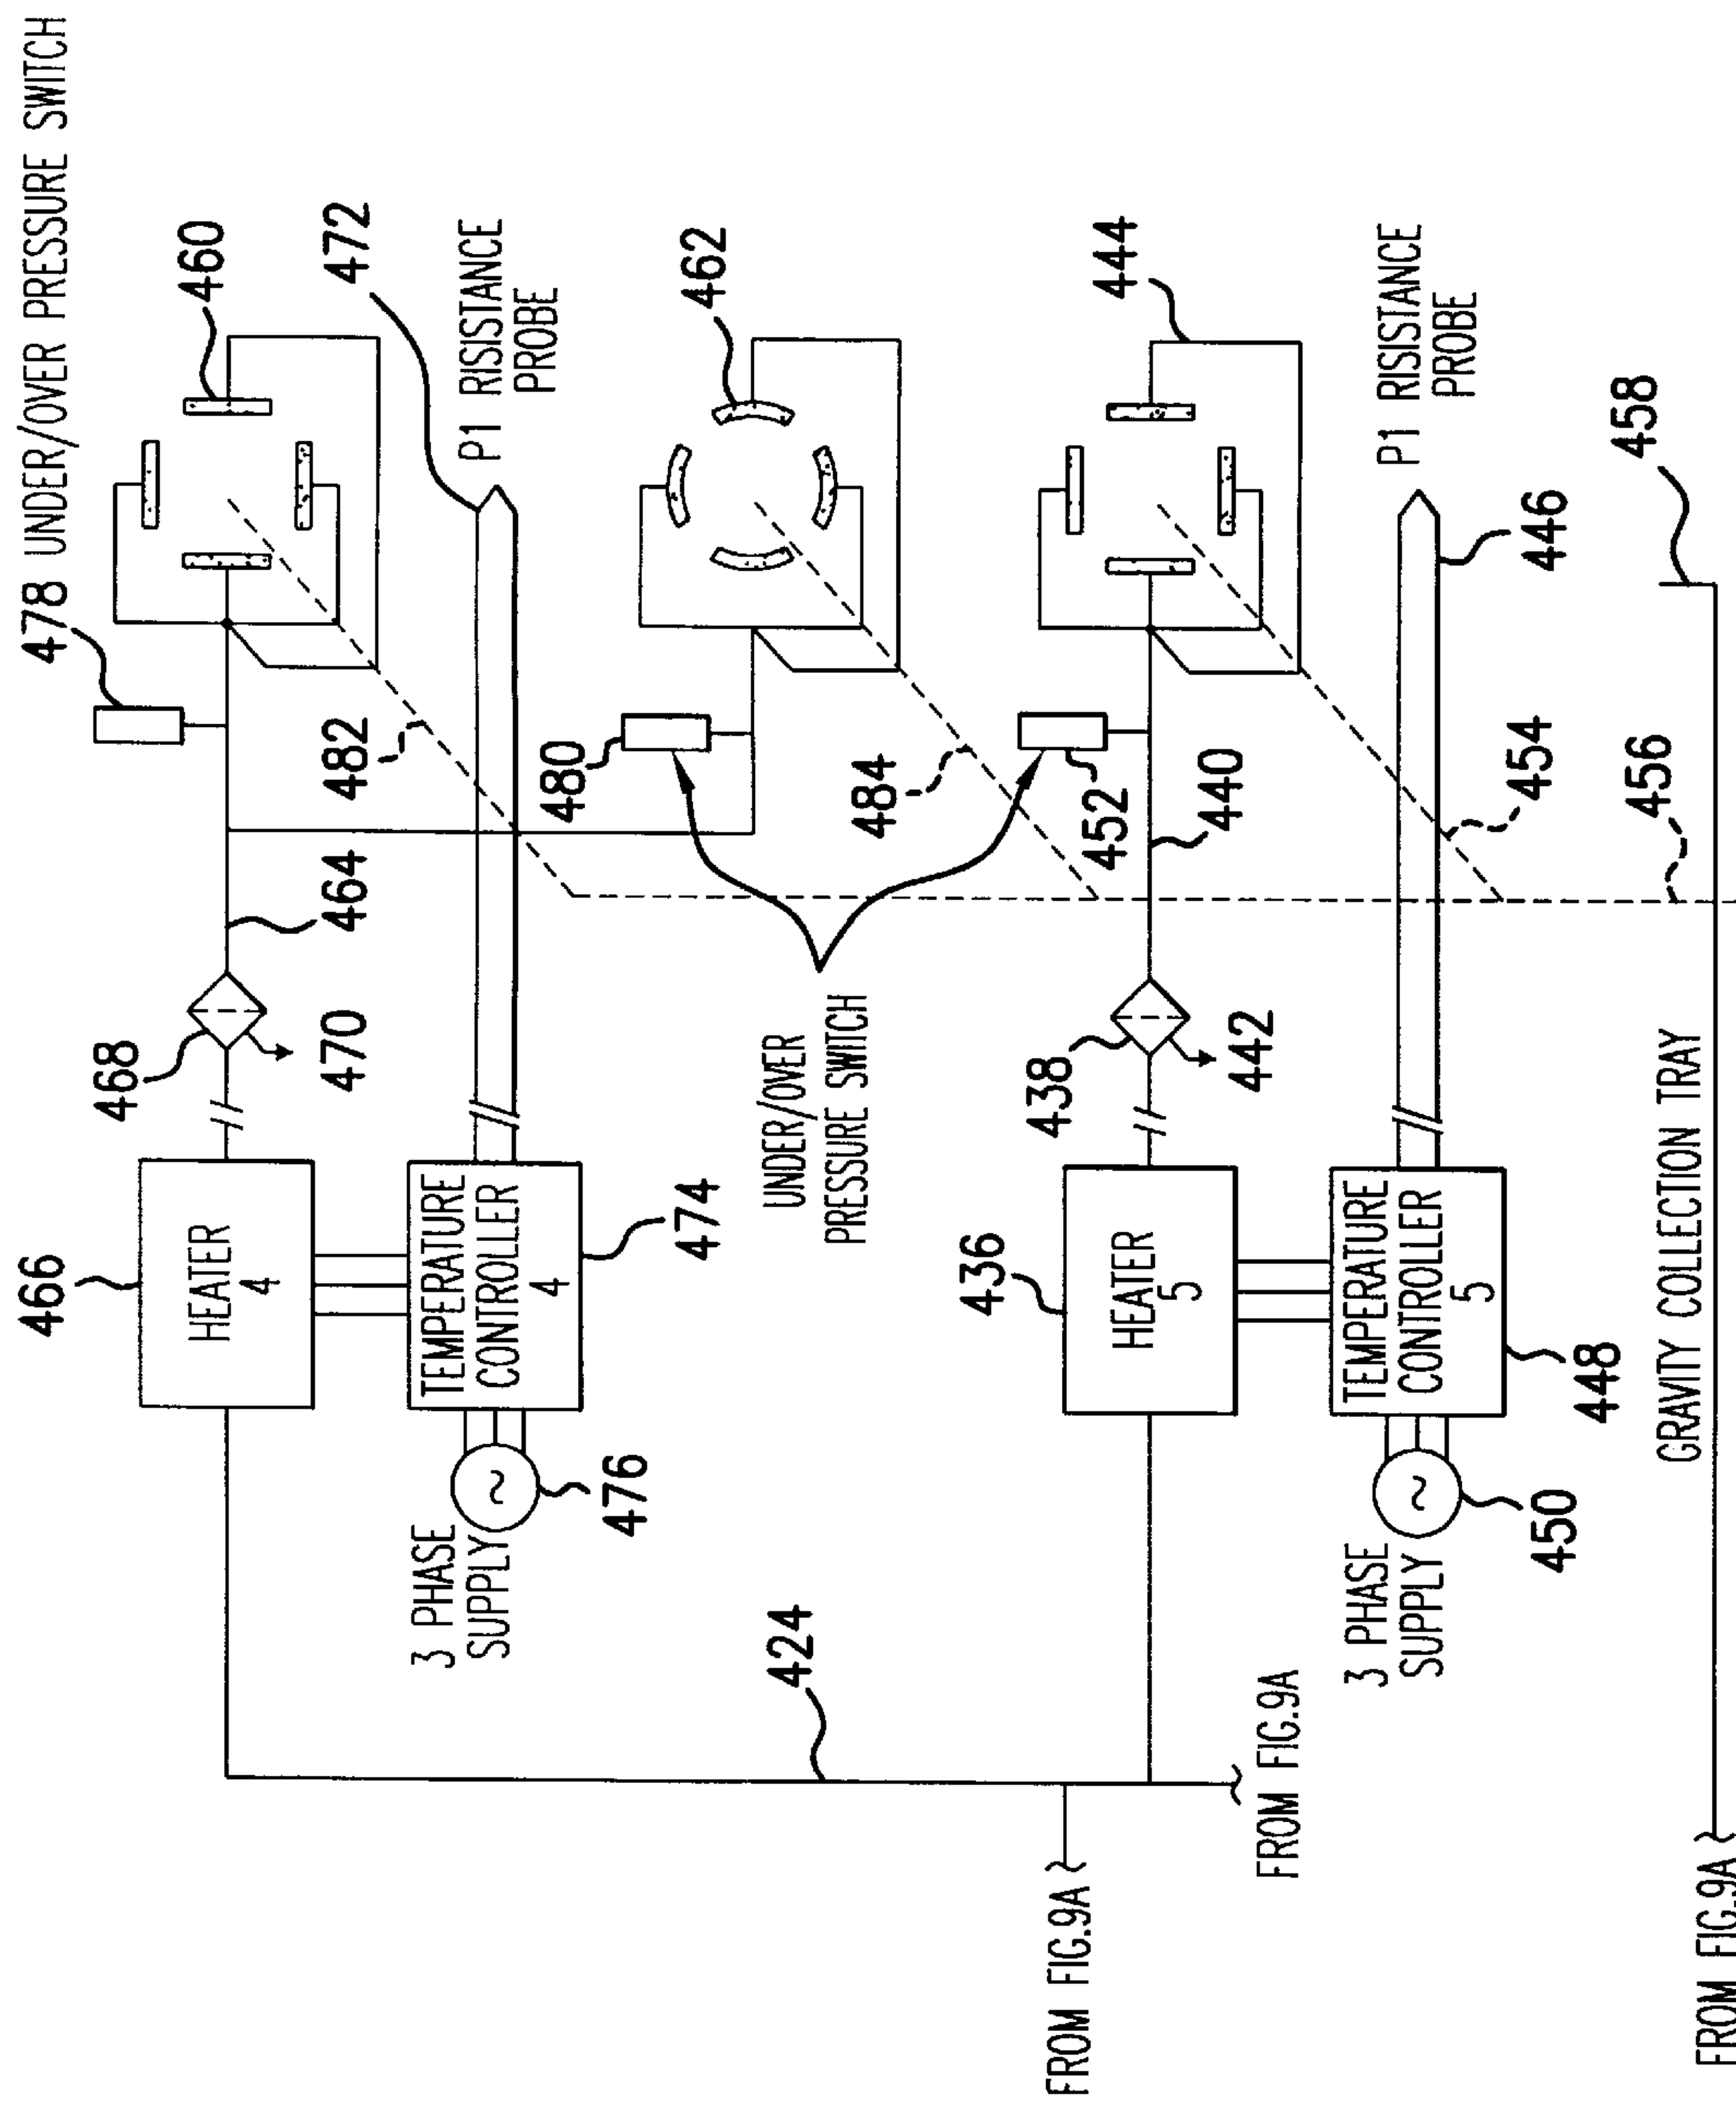 478 UNDER/OVER PRESSURE SWITCH
460
472
P1 RISISTANCE
PROBE
466
HEATER
4
468
470
464
482
TEMPERATURE
CONTROLLER
4
474
3 PHASE
SUPPLY
476
462
480
484
UNDER/OVER
PRESSURE SWITCH
424
444
452
440
438
442
436
HEATER
5
P1 RISISTANCE
PROBE
446
454
456
458
TEMPERATURE
CONTROLLER
5
448
3 PHASE
SUPPLY
450
GRAVITY COLLECTION TRAY
FROM FIG.9A
FROM FIG.9A
FROM FIG.9A